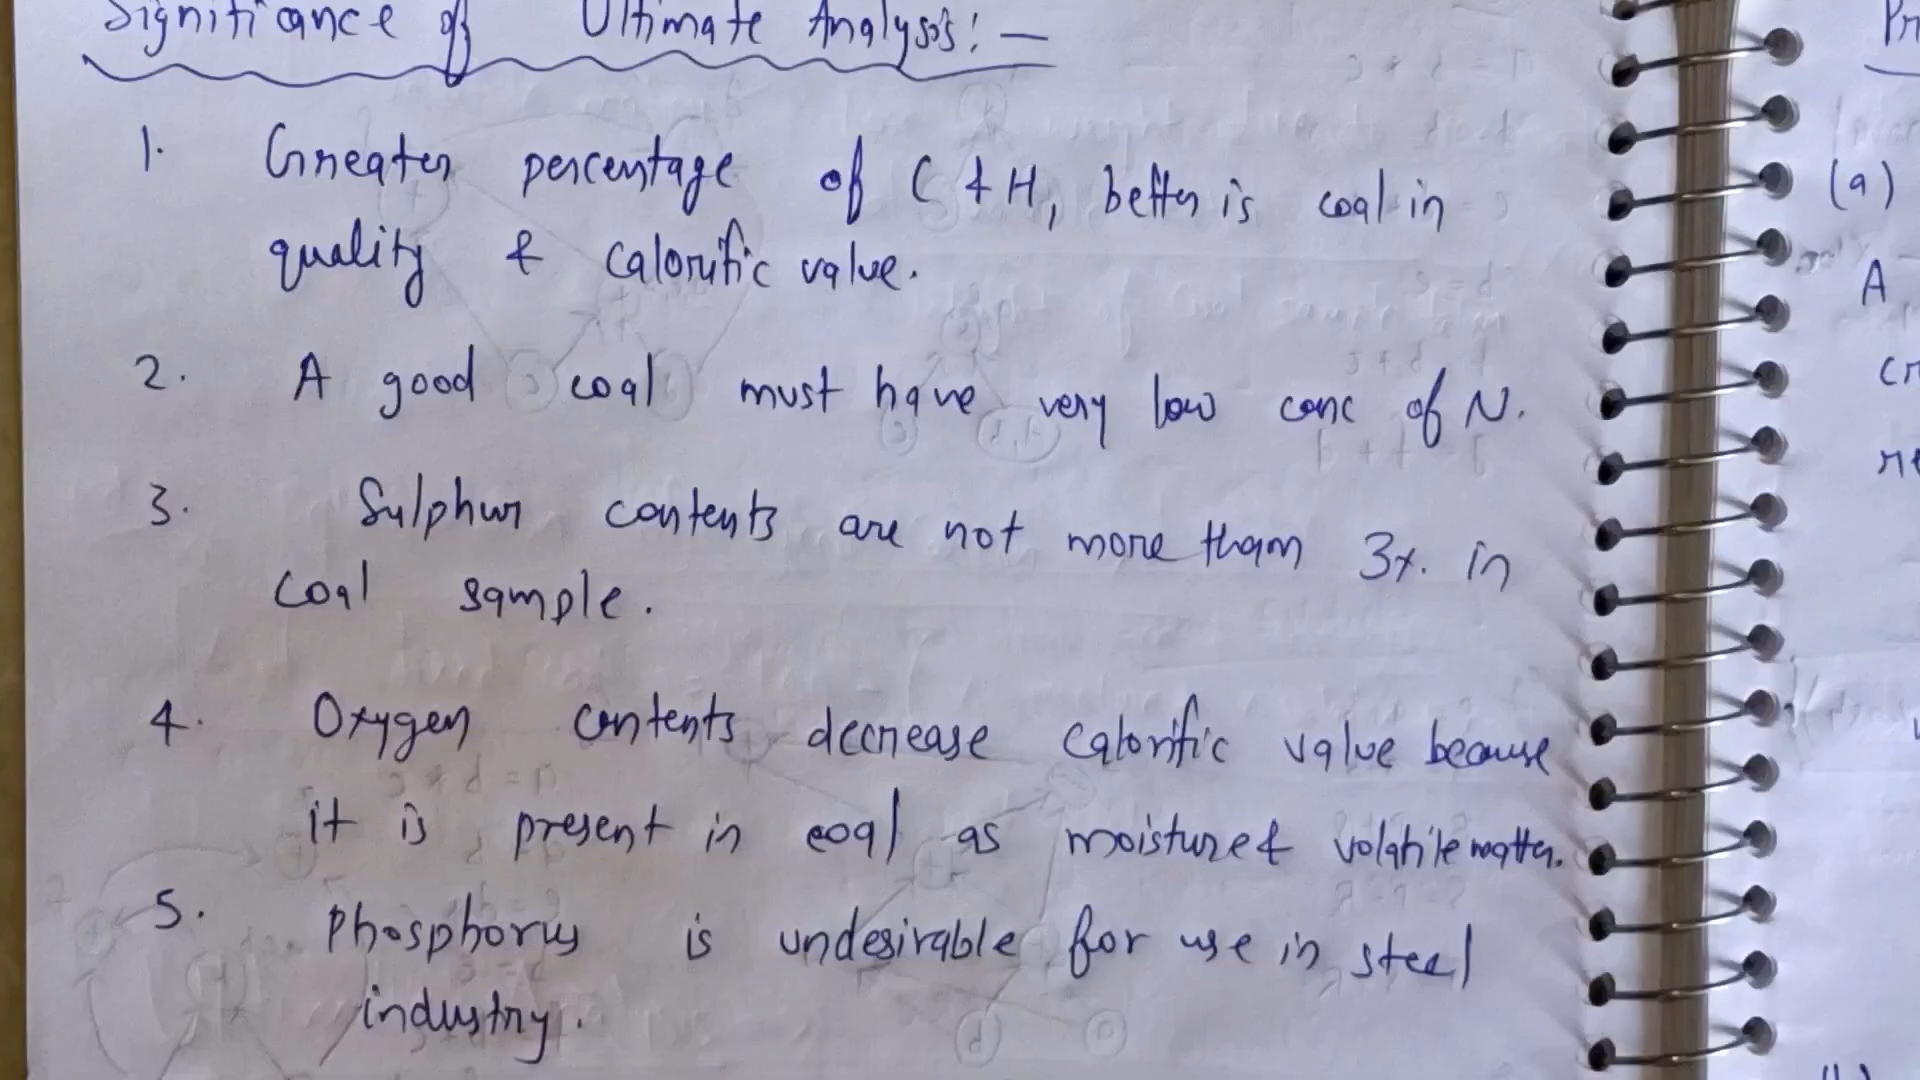 Significance of Ultimate Analysis:-
1. Greater percentage of C & H, better is coal in
quality & calorific value.
2. A good coal must have very low conc of N.
3. Sulphur contents are not more than 3%. in
coal sample.
4. Oxygen contents decrease calorific value because
it is present in coal as moisture & volatile matter.
5. Phosphorus is undesirable for use in steel
industry.
(a)
A